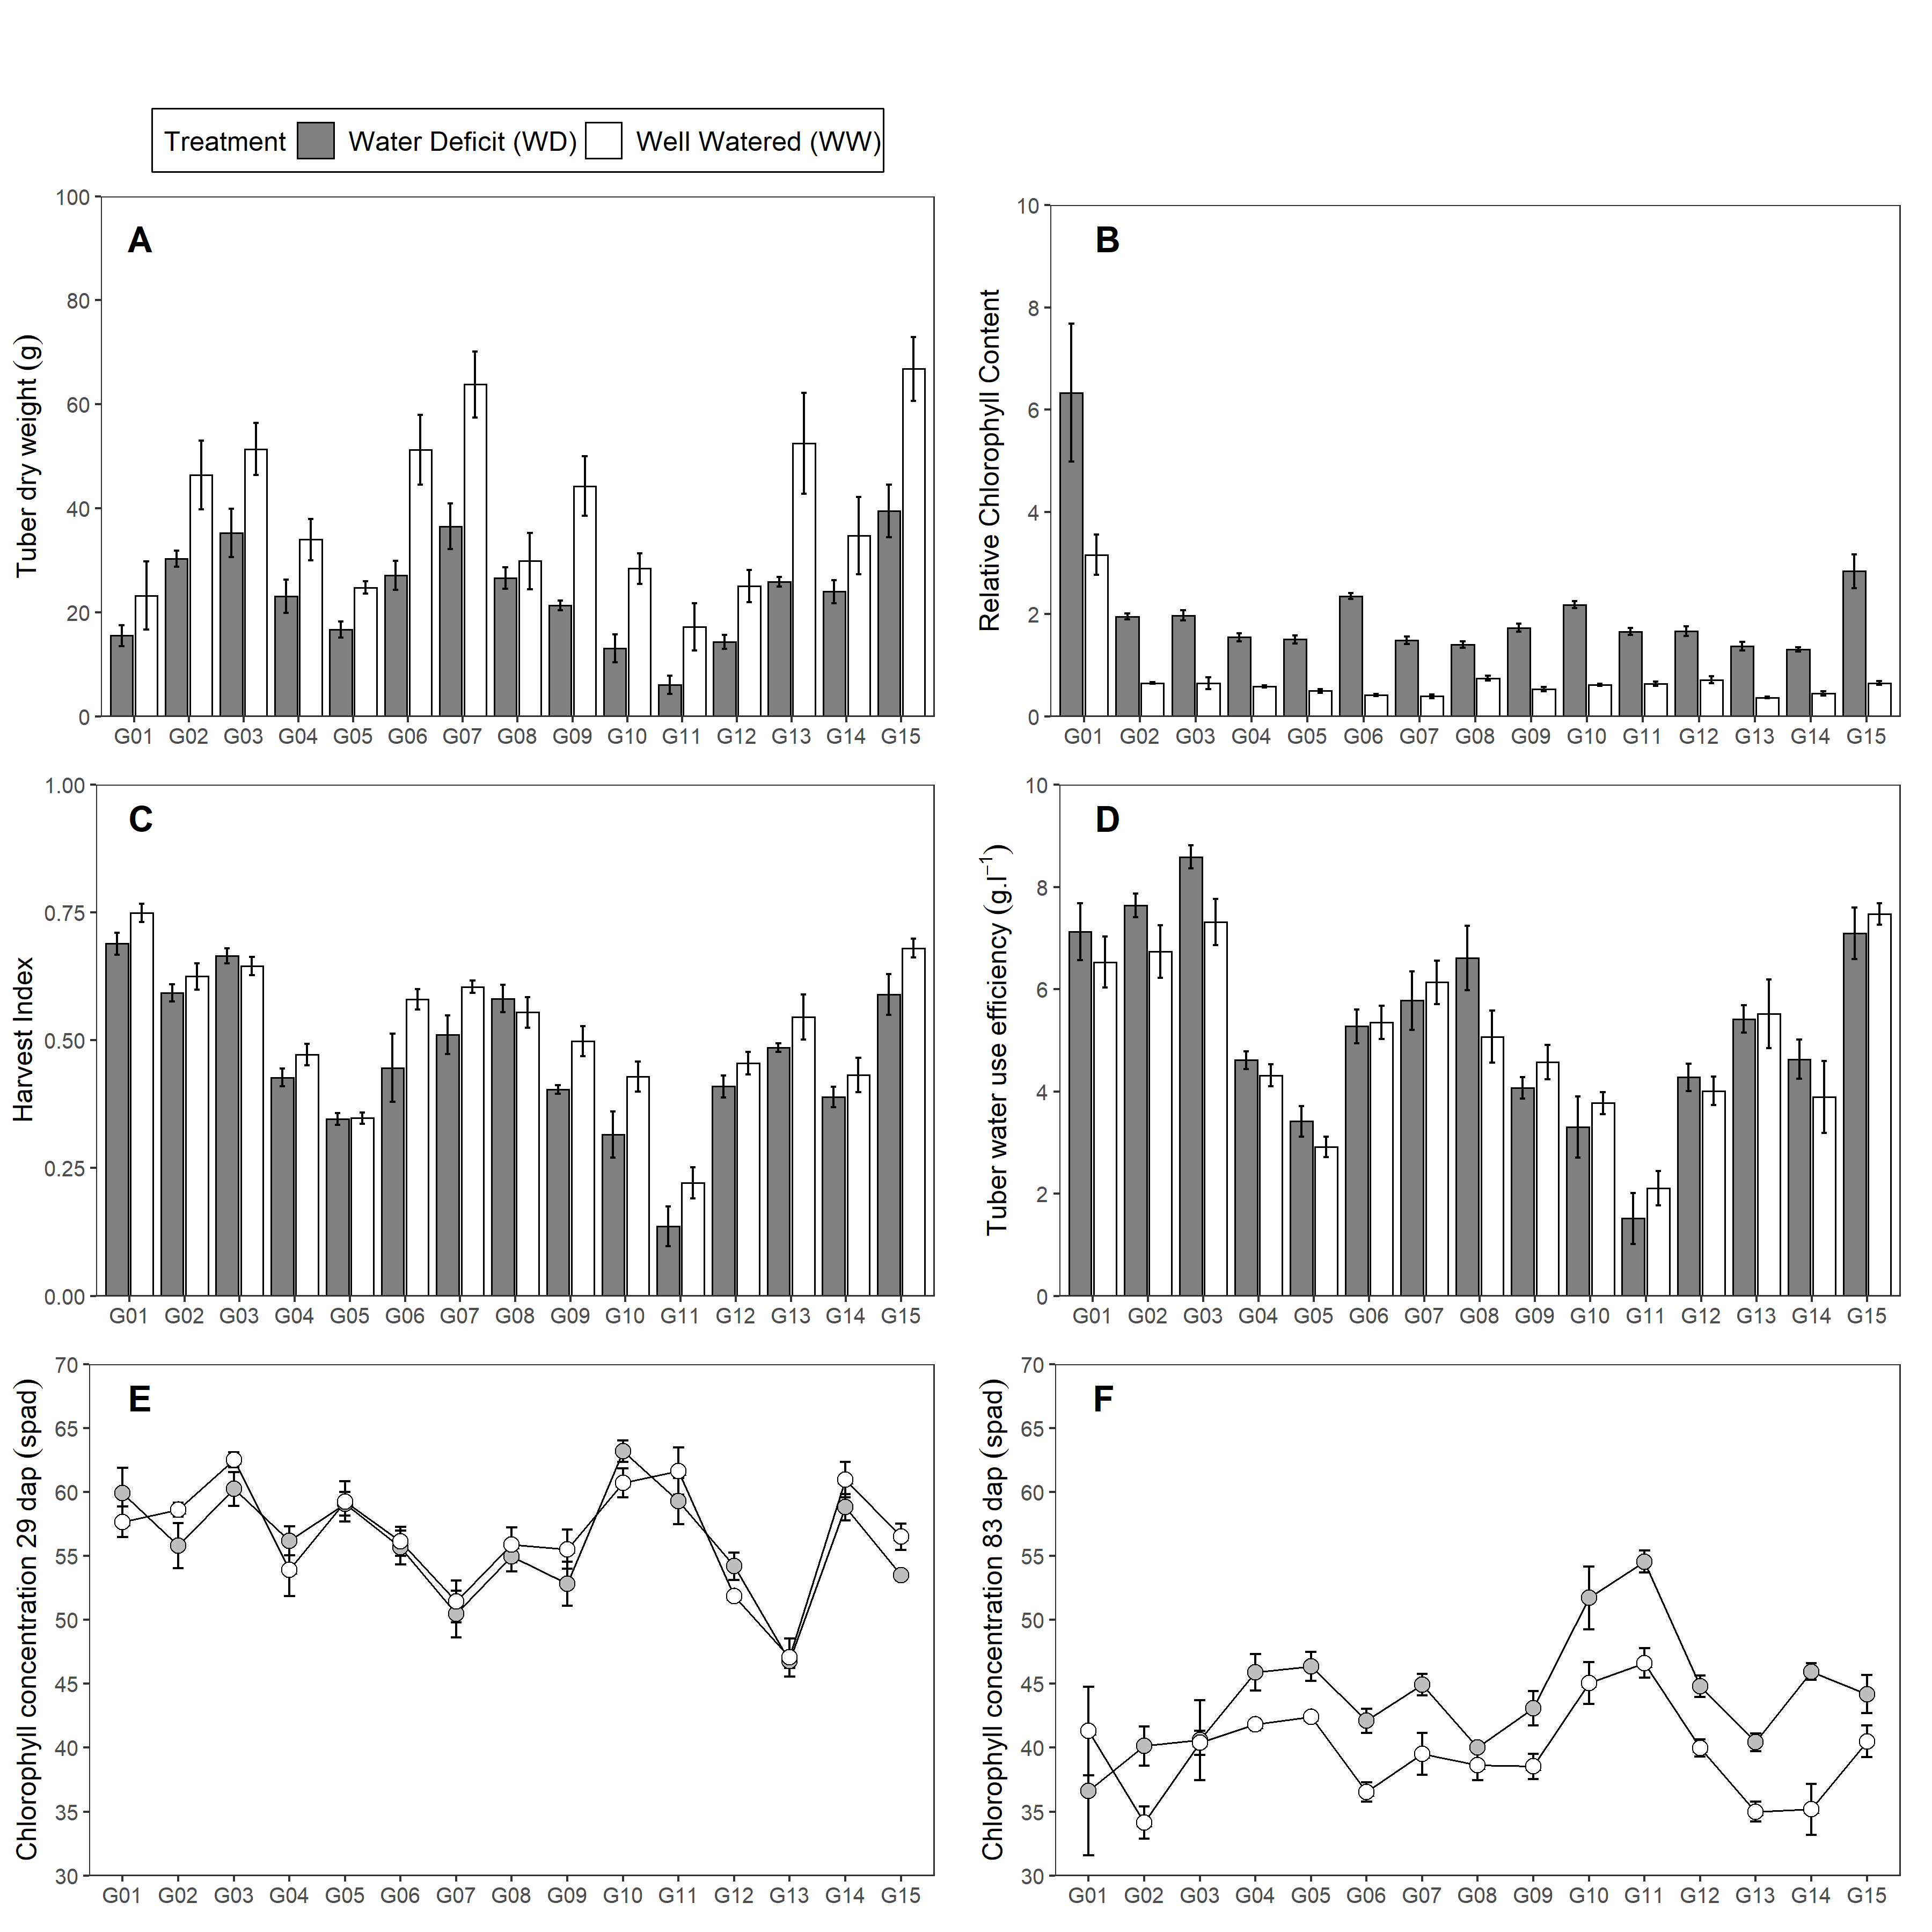 Treatment Water Deficit (WD) Well Watered (WW)
A
Tuber dry weight (g)
100
80
60
40
20
0
G01 G02 G03 G04 G05 G06 G07 G08 G09 G10 G11 G12 G13 G14 G15
B
Relative Chlorophyll Content
10
8
6
4
2
0
G01 G02 G03 G04 G05 G06 G07 G08 G09 G10 G11 G12 G13 G14 G15
C
Harvest Index
1.00
0.75
0.50
0.25
0.00
G01 G02 G03 G04 G05 G06 G07 G08 G09 G10 G11 G12 G13 G14 G15
D
Tuber water use efficiency (g.l⁻¹)
10
8
6
4
2
0
G01 G02 G03 G04 G05 G06 G07 G08 G09 G10 G11 G12 G13 G14 G15
E
Chlorophyll concentration 29 dap (spad)
70
65
60
55
50
45
40
35
30
G01 G02 G03 G04 G05 G06 G07 G08 G09 G10 G11 G12 G13 G14 G15
F
Chlorophyll concentration 83 dap (spad)
70
65
60
55
50
45
40
35
30
G01 G02 G03 G04 G05 G06 G07 G08 G09 G10 G11 G12 G13 G14 G15